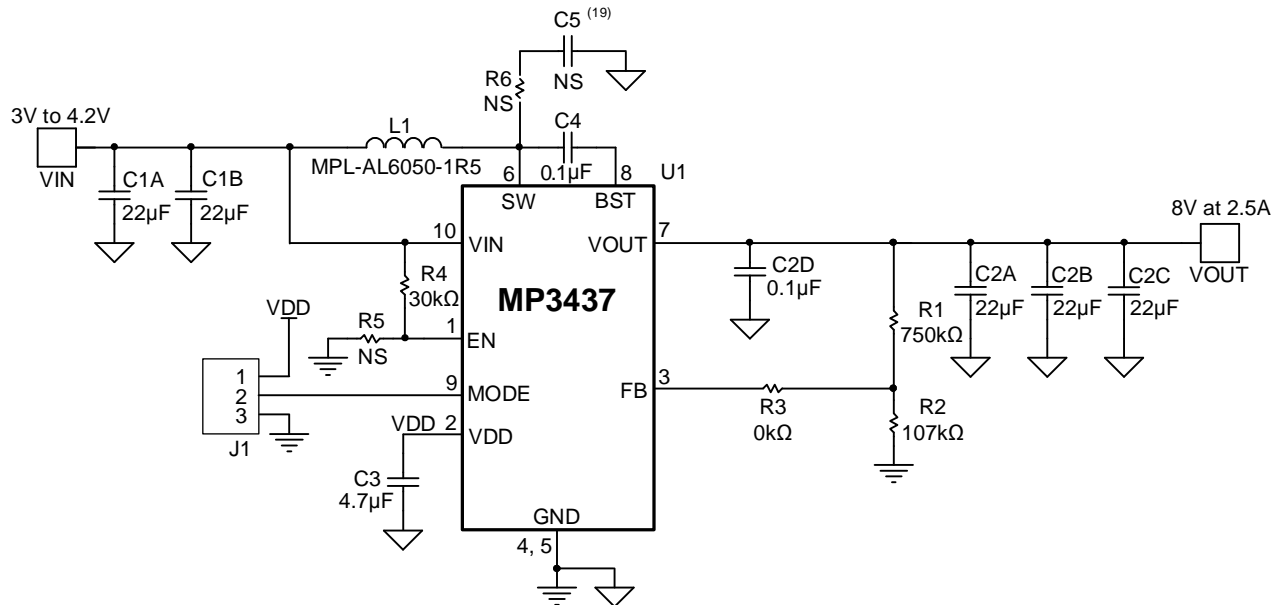 C5 (19)
NS
R6
NS
3V to 4.2V
VIN
C1A
22µF
C1B
22µF
L1
MPL-AL6050-1R5
C4
0.1µF
6
8
U1
SW
BST
10
VIN
VOUT
7
8V at 2.5A
VOUT
R4
30kΩ
MP3437
C2D
0.1µF
C2A
22µF
C2B
22µF
C2C
22µF
R1
750kΩ
VDD
R5
NS
1
EN
1
2
3
J1
9
MODE
FB
3
R3
0kΩ
R2
107kΩ
VDD
2
VDD
C3
4.7µF
GND
4, 5